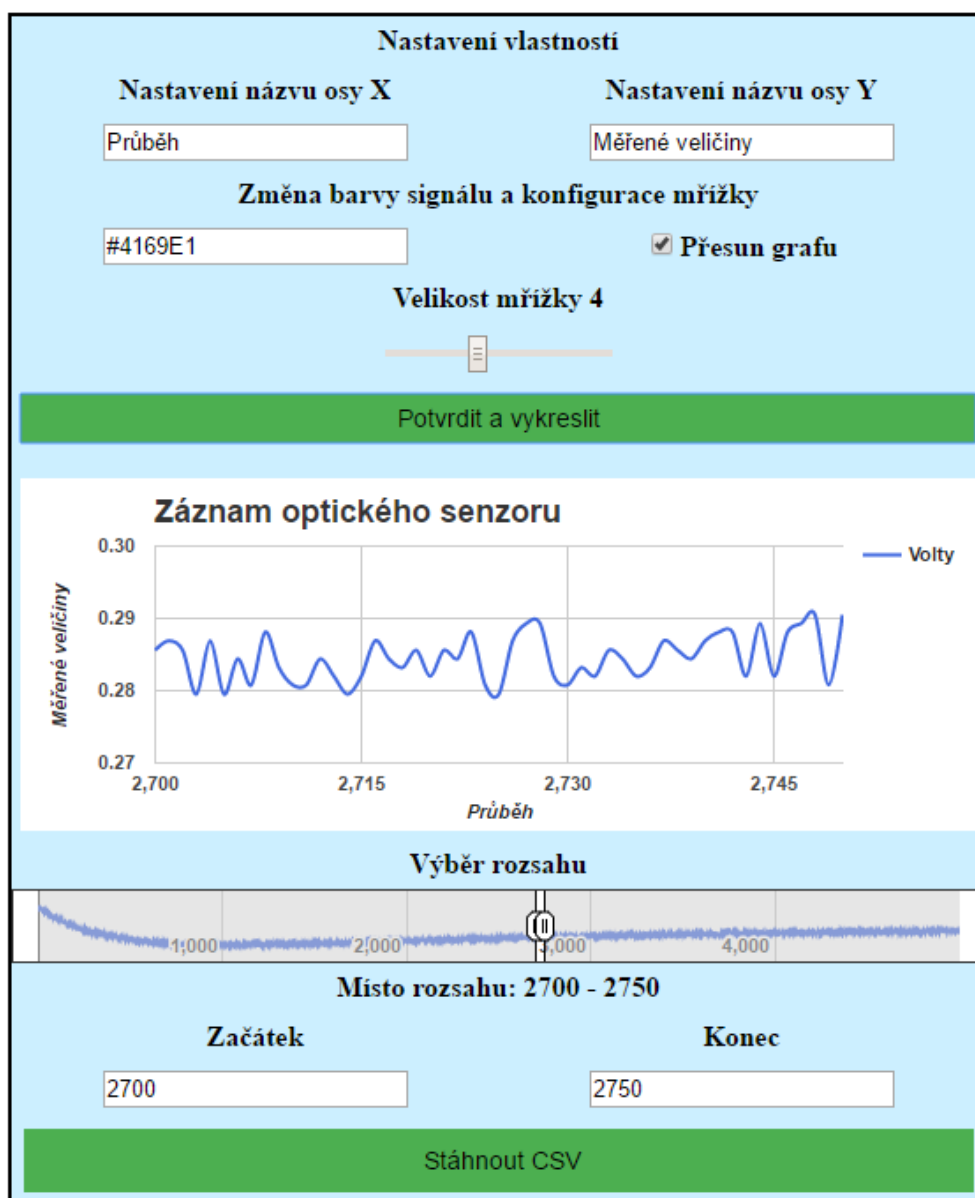 Nastavení vlastností
Nastavení názvu osy X
Nastavení názvu osy Y
Průběh
Měřené veličiny
Změna barvy signálu a konfigurace mřížky
#4169E1
Přesun grafu
Velikost mřížky 4
Potvrdit a vykreslit
Záznam optického senzoru
0.30
0.29
0.28
0.27
Měřené veličiny
Volty
2,700
2,715
2,730
2,745
Průběh
Výběr rozsahu
1,000
2,000
3,000
4,000
Místo rozsahu: 2700 - 2750
Začátek
Konec
2700
2750
Stáhnout CSV